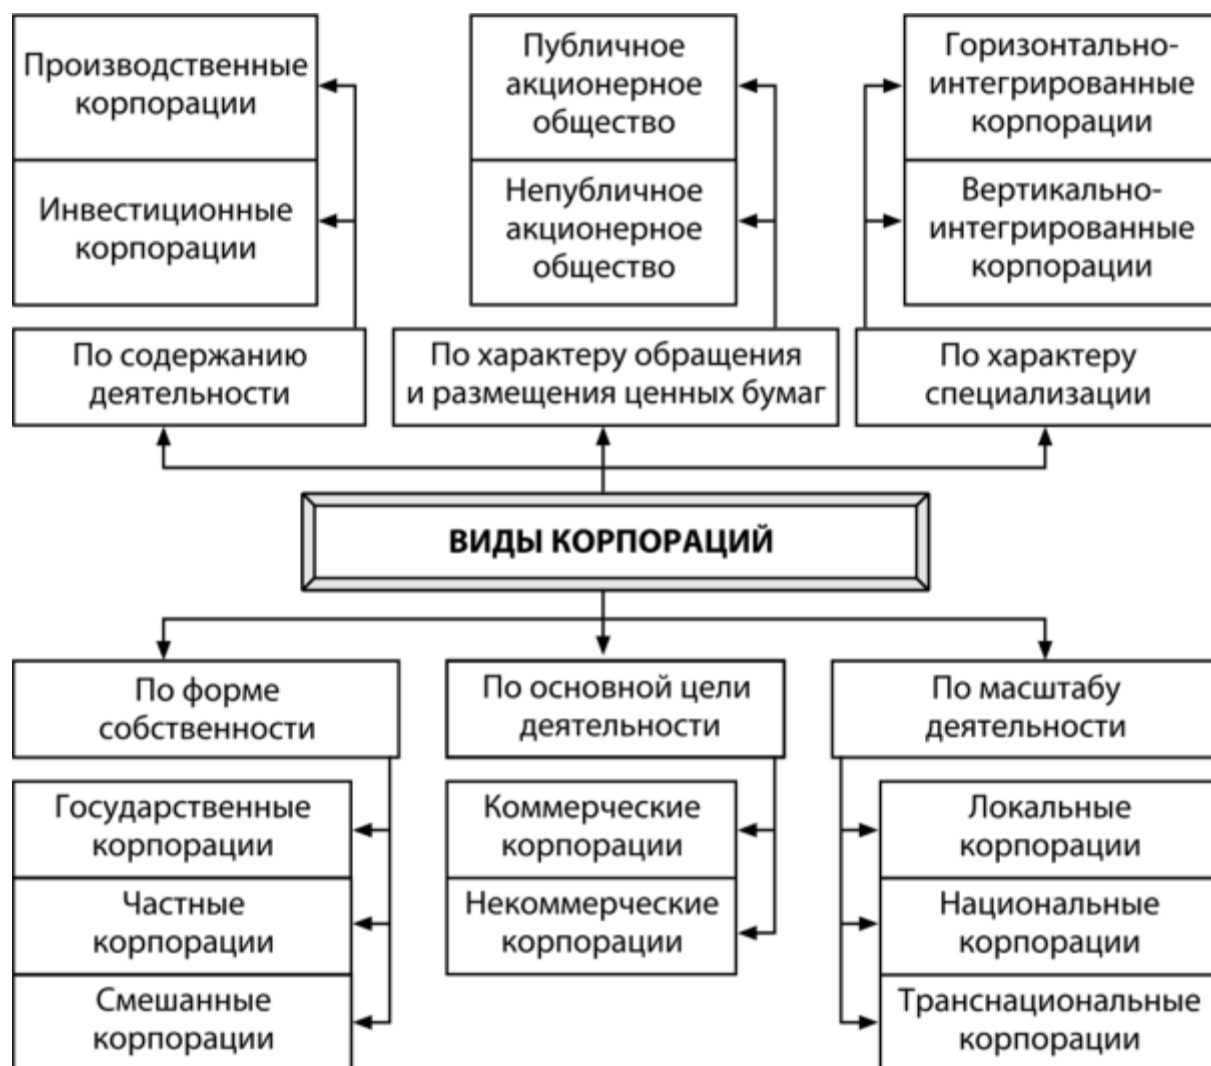 Производственные
корпорации
Инвестиционные
корпорации
По содержанию
деятельности
Публичное
акционерное
общество
Непубличное
акционерное
общество
По характеру обращения
и размещения ценных бумаг
Горизонтально-
интегрированные
корпорации
Вертикально-
интегрированные
корпорации
По характеру
специализации
ВИДЫ КОРПОРАЦИЙ
По форме
собственности
Государственные
корпорации
Частные
корпорации
Смешанные
корпорации
По основной цели
деятельности
Коммерческие
корпорации
Некоммерческие
корпорации
По масштабу
деятельности
Локальные
корпорации
Национальные
корпорации
Транснациональные
корпорации